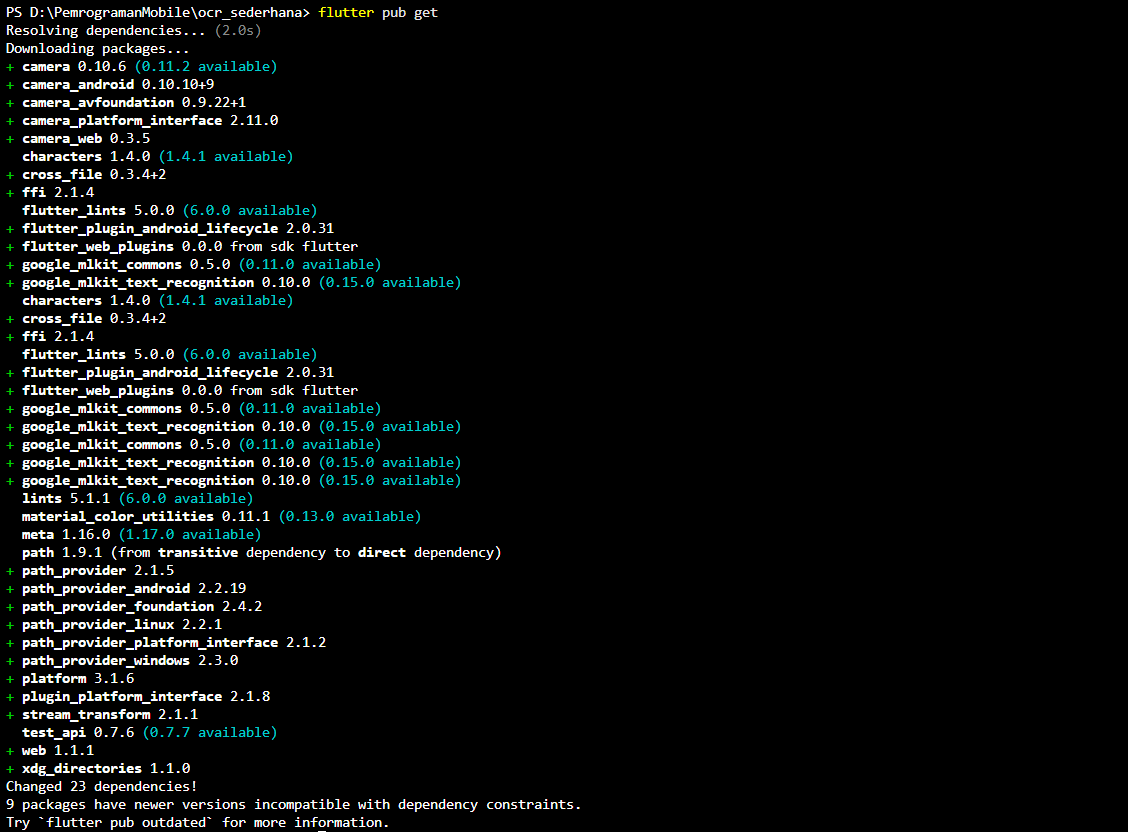 PS D:\PemrogramanMobile\ocr_sederhana> flutter pub get
Resolving dependencies... (2.0s)
Downloading packages...
+ camera 0.10.6 (0.11.2 available)
+ camera_android 0.10.10+9
+ camera_avfoundation 0.9.22+1
+ camera_platform_interface 2.11.0
+ camera_web 0.3.5
  characters 1.4.0 (1.4.1 available)
+ cross_file 0.3.4+2
+ ffi 2.1.4
  flutter_lints 5.0.0 (6.0.0 available)
+ flutter_plugin_android_lifecycle 2.0.31
+ flutter_web_plugins 0.0.0 from sdk flutter
+ google_mlkit_commons 0.5.0 (0.11.0 available)
+ google_mlkit_text_recognition 0.10.0 (0.15.0 available)
  characters 1.4.0 (1.4.1 available)
+ cross_file 0.3.4+2
+ ffi 2.1.4
  flutter_lints 5.0.0 (6.0.0 available)
+ flutter_plugin_android_lifecycle 2.0.31
+ flutter_web_plugins 0.0.0 from sdk flutter
+ google_mlkit_commons 0.5.0 (0.11.0 available)
+ google_mlkit_text_recognition 0.10.0 (0.15.0 available)
+ google_mlkit_commons 0.5.0 (0.11.0 available)
+ google_mlkit_text_recognition 0.10.0 (0.15.0 available)
+ google_mlkit_text_recognition 0.10.0 (0.15.0 available)
  lints 5.1.1 (6.0.0 available)
  material_color_utilities 0.11.1 (0.13.0 available)
  meta 1.16.0 (1.17.0 available)
  path 1.9.1 (from transitive dependency to direct dependency)
+ path_provider 2.1.5
+ path_provider_android 2.2.19
+ path_provider_foundation 2.4.2
+ path_provider_linux 2.2.1
+ path_provider_platform_interface 2.1.2
+ path_provider_windows 2.3.0
+ platform 3.1.6
+ plugin_platform_interface 2.1.8
+ stream_transform 2.1.1
  test_api 0.7.6 (0.7.7 available)
+ web 1.1.1
+ xdg_directories 1.1.0
Changed 23 dependencies!
9 packages have newer versions incompatible with dependency constraints.
Try `flutter pub outdated` for more information.